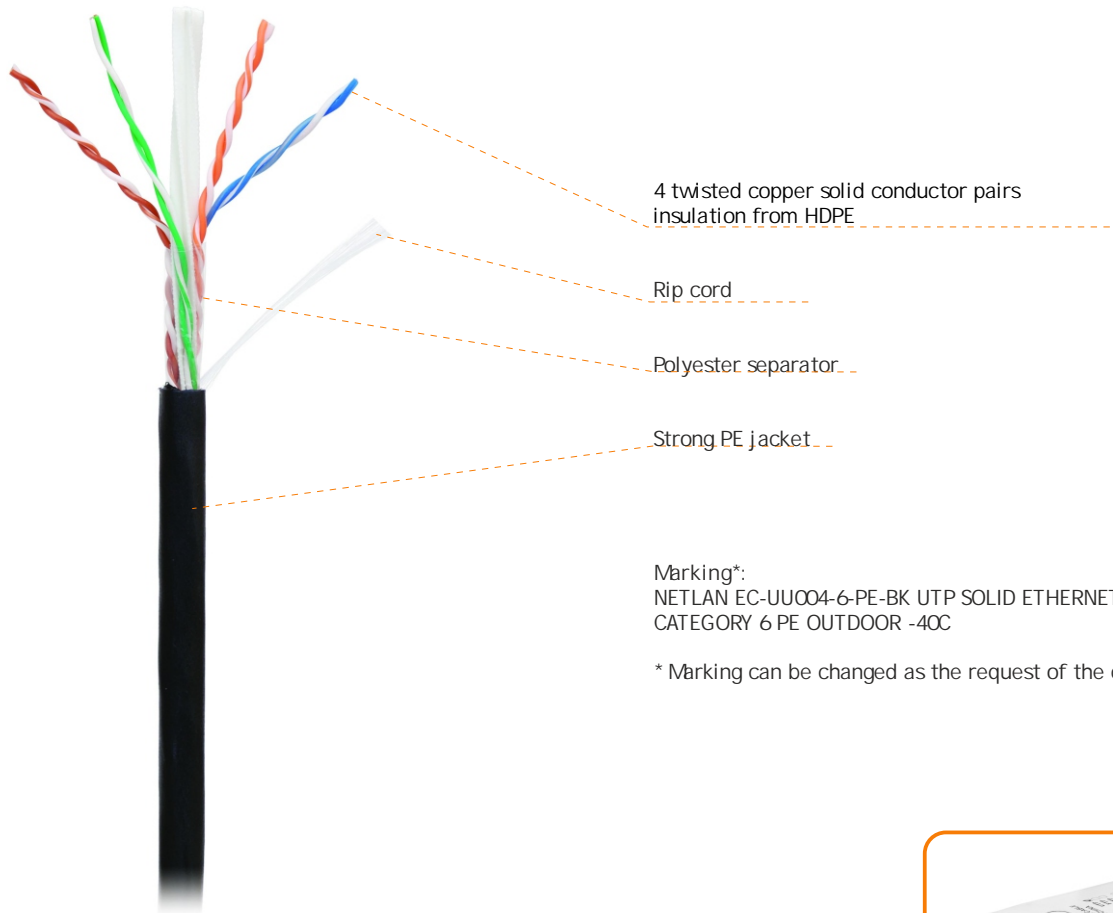 4 twisted copper solid conductor pairs
insulation from HDPE
Rip cord
Polyester separator
Strong PE jacket
Marking*:
NETLAN EC-UU004-6-PE-BK UTP SOLID ETHERNET
CATEGORY 6 PE OUTDOOR -40C
* Marking can be changed as the request of the